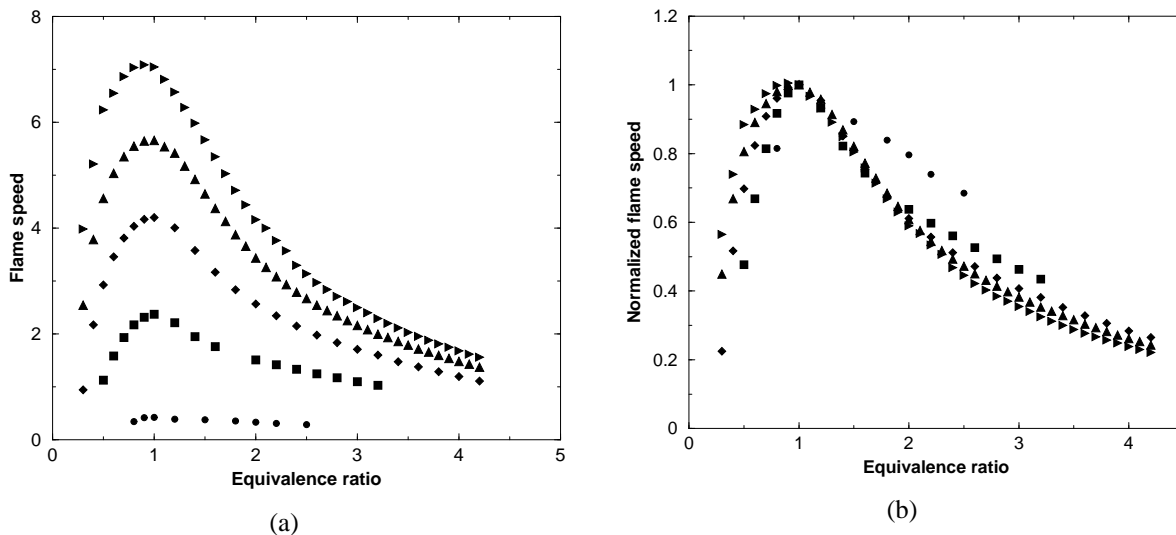 8
6
4
2
0
Flame speed
0 1 2 3 4 5
Equivalence ratio
(a)
1.2
1
0.8
0.6
0.4
0.2
0
Normalized flame speed
0 1 2 3 4
Equivalence ratio
(b)